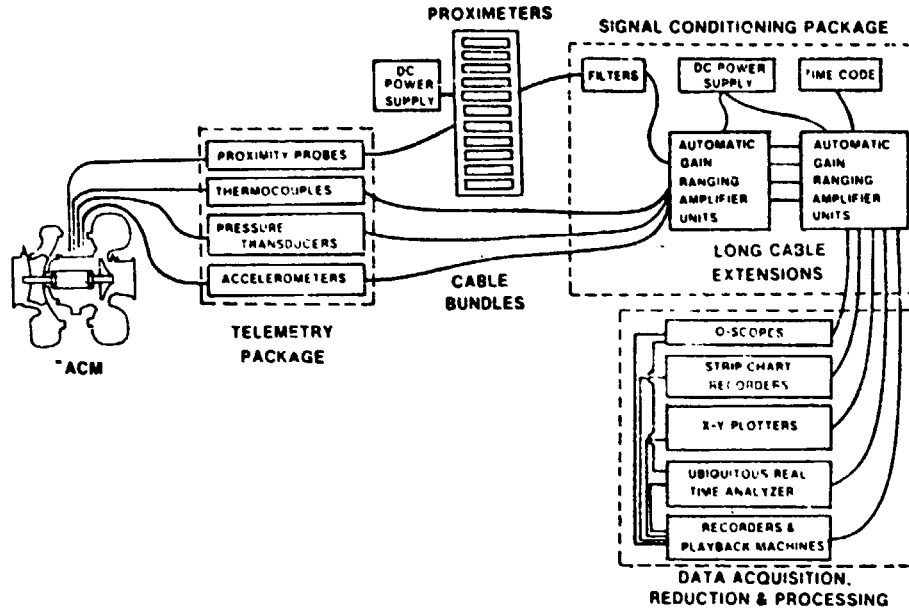 PROXIMETERS
SIGNAL CONDITIONING PACKAGE
DC
POWER
SUPPLY
FILTERS
DC POWER
SUPPLY
TIME CODE
PROXIMITY PROBES
THERMOCOUPLES
PRESSURE
TRANSDUCERS
ACCELEROMETERS
AUTOMATIC
GAIN
RANGING
AMPLIFIER
UNITS
AUTOMATIC
GAIN
RANGING
AMPLIFIER
UNITS
LONG CABLE
EXTENSIONS
CABLE
BUNDLES
TELEMETRY
PACKAGE
ACM
O-SCOPES
STRIP CHART
RECORDERS
X-Y PLOTTERS
UBIQUITOUS REAL
TIME ANALYZER
RECORDERS &
PLAYBACK MACHINES
DATA ACQUISITION,
REDUCTION & PROCESSING